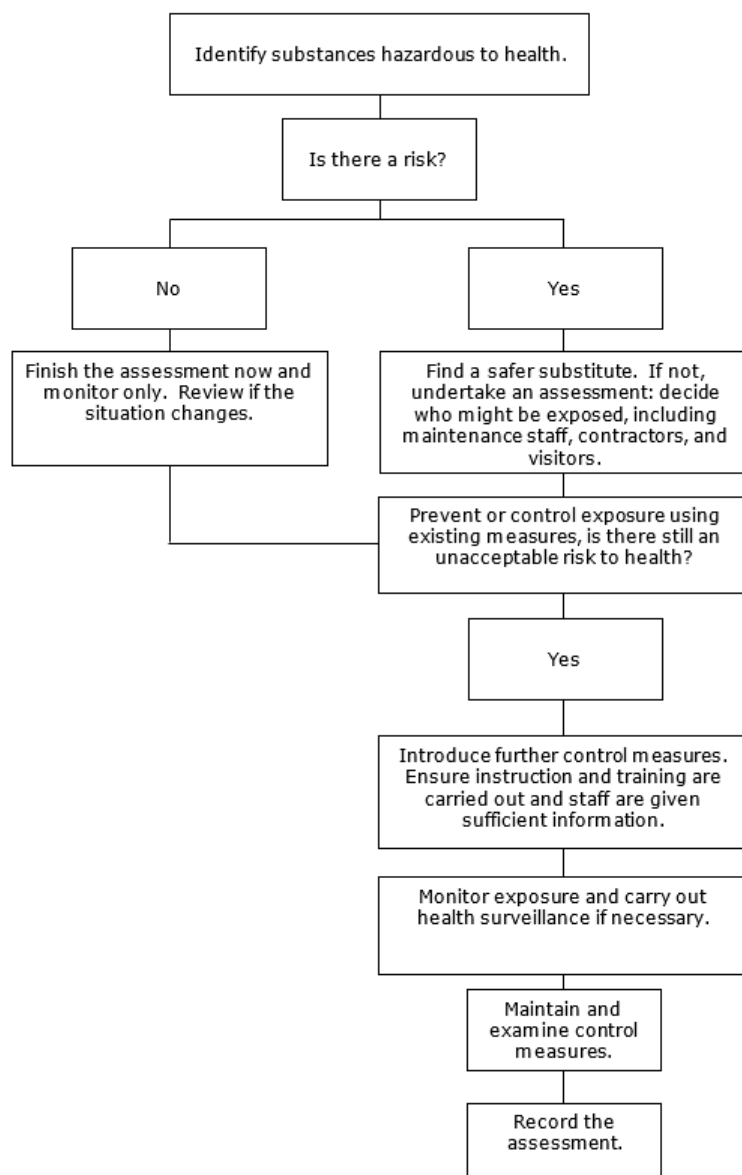 Identify substances hazardous to health.
Is there a risk?
No
Yes
Finish the assessment now and
monitor only.  Review if the
situation changes.
Find a safer substitute.  If not,
undertake an assessment: decide
who might be exposed, including
maintenance staff, contractors, and
visitors.
Prevent or control exposure using
existing measures, is there still an
unacceptable risk to health?
Yes
Introduce further control measures.
Ensure instruction and training are
carried out and staff are given
sufficient information.
Monitor exposure and carry out
health surveillance if necessary.
Maintain and
examine control
measures.
Record the
assessment.